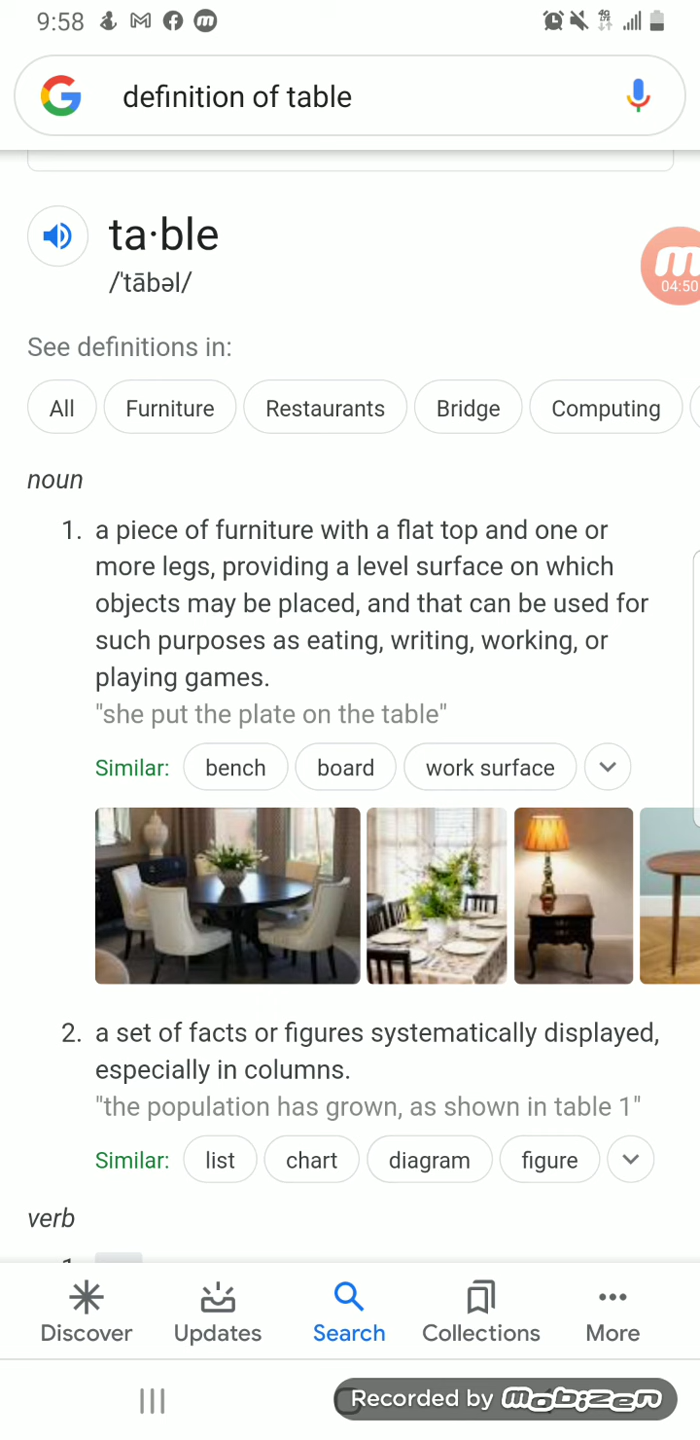 9:58
definition of table
ta·ble
/ˈtābəl/
04:50
See definitions in:
All Furniture Restaurants Bridge Computing
noun
1. a piece of furniture with a flat top and one or
more legs, providing a level surface on which
objects may be placed, and that can be used for
such purposes as eating, writing, working, or
playing games.
"she put the plate on the table"
Similar: bench board work surface
2. a set of facts or figures systematically displayed,
especially in columns.
"the population has grown, as shown in table 1"
Similar: list chart diagram figure
verb
Discover Updates Search Collections More
Recorded by mobizen